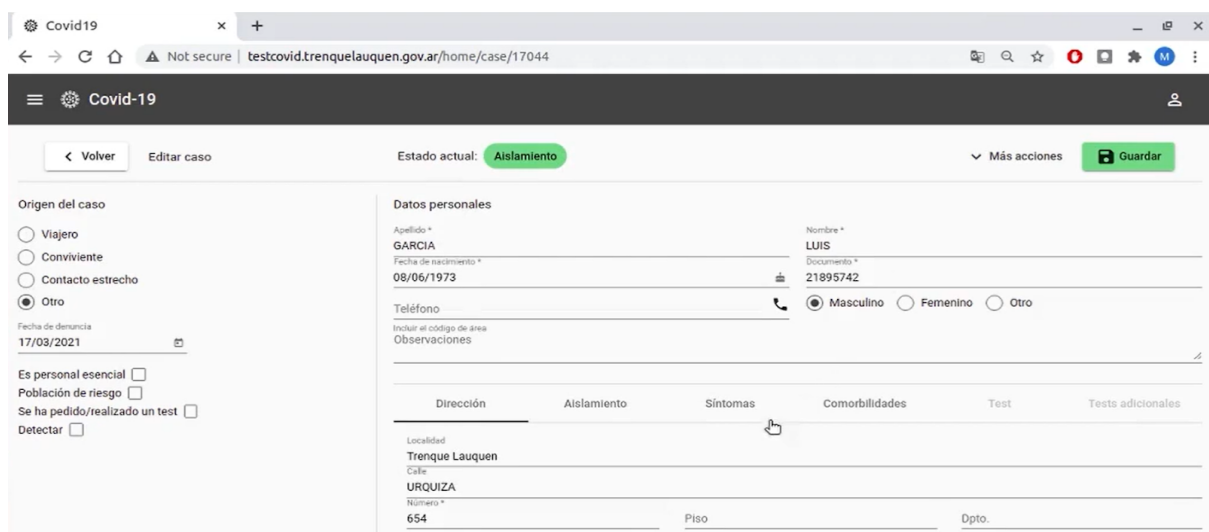 Covid19
Not secure testcovid.trenquelauquen.gov.ar/home/case/17044
M
Covid-19
Volver Editar caso Estado actual: Aislamiento Más acciones Guardar
Origen del caso
Viajero
Conviviente
Contacto estrecho
Otro
Fecha de denuncia
17/03/2021
Es personal esencial
Población de riesgo
Se ha pedido/realizado un test
Detectar
Datos personales
Apellido * Nombre *
GARCIA LUIS
Fecha de nacimiento * Documento *
08/06/1973 21895742
Teléfono Masculino Femenino Otro
Incluir el código de área
Observaciones
Dirección Aislamiento Síntomas Comorbilidades Test Tests adicionales
Localidad
Trenque Lauquen
Calle
URQUIZA
Número *
654 Piso Dpto.